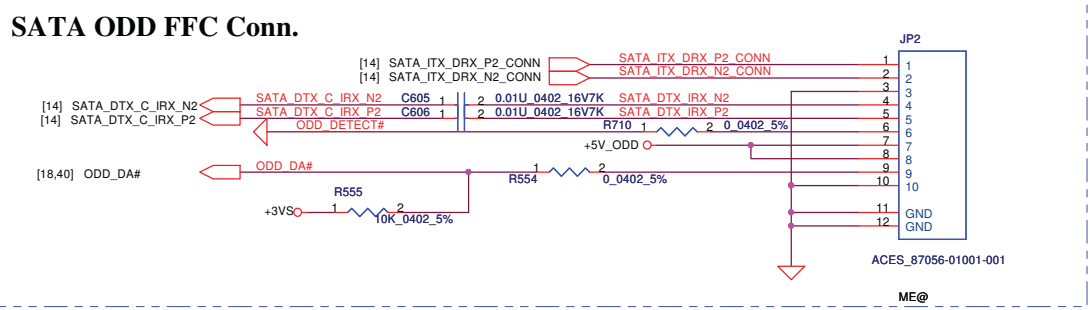 SATA ODD FFC Conn.
JP2
[14] SATA_ITX_DRX_P2_CONN SATA_ITX_DRX_P2_CONN 1 1
[14] SATA_ITX_DRX_N2_CONN SATA_ITX_DRX_N2_CONN 2 2
3 3
[14] SATA_DTX_C_IRX_N2 SATA_DTX_C_IRX_N2 C605 1 2 0.01U_0402_16V7K SATA_DTX_IRX_N2 4 4
[14] SATA_DTX_C_IRX_P2 SATA_DTX_C_IRX_P2 C606 1 2 0.01U_0402_16V7K SATA_DTX_IRX_P2 5 5
ODD_DETECT# R710 1 2 0_0402_5% 6 6
+5V_ODD 7 7
8 8
[18,40] ODD_DA# ODD_DA# 1 2 9 9
R554 0_0402_5% 10 10
R555
+3VS 1 2 11 GND
10K_0402_5% 12 GND
ACES_87056-01001-001
ME@